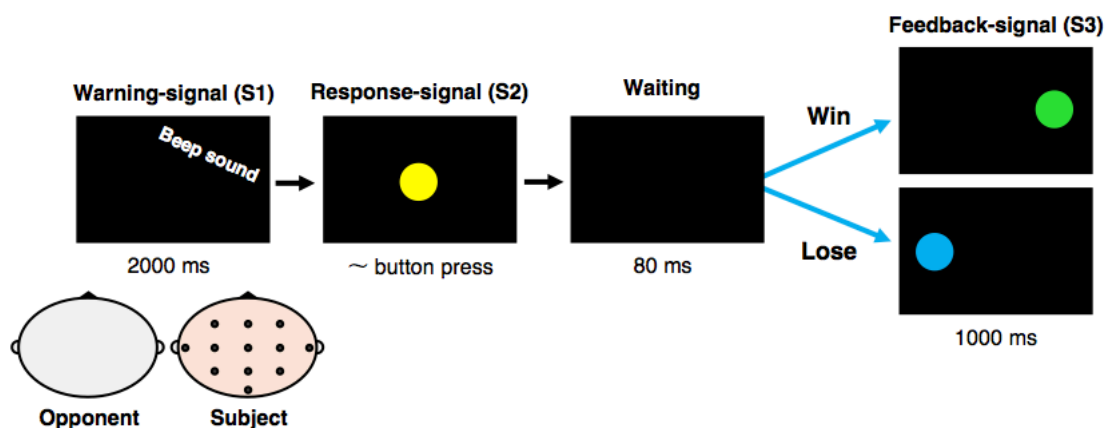 Feedback-signal (S3)
Warning-signal (S1)
Response-signal (S2)
Waiting
Beep sound
Win
Lose
2000 ms
～ button press
80 ms
1000 ms
Opponent
Subject